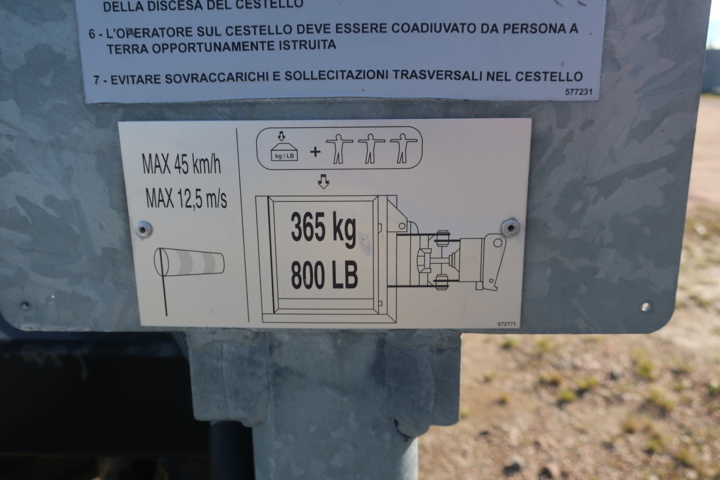 DELLA DISCESA DEL CESTELLO
6 - L'OPERATORE SUL CESTELLO DEVE ESSERE COADIUVATO DA PERSONA A
TERRA OPPORTUNAMENTE ISTRUITA
7 - EVITARE SOVRACCARICHI E SOLLECITAZIONI TRASVERSALI NEL CESTELLO
577231
MAX 45 km/h
MAX 12,5 m/s
kg / LB
+
365 kg
800 LB
572771